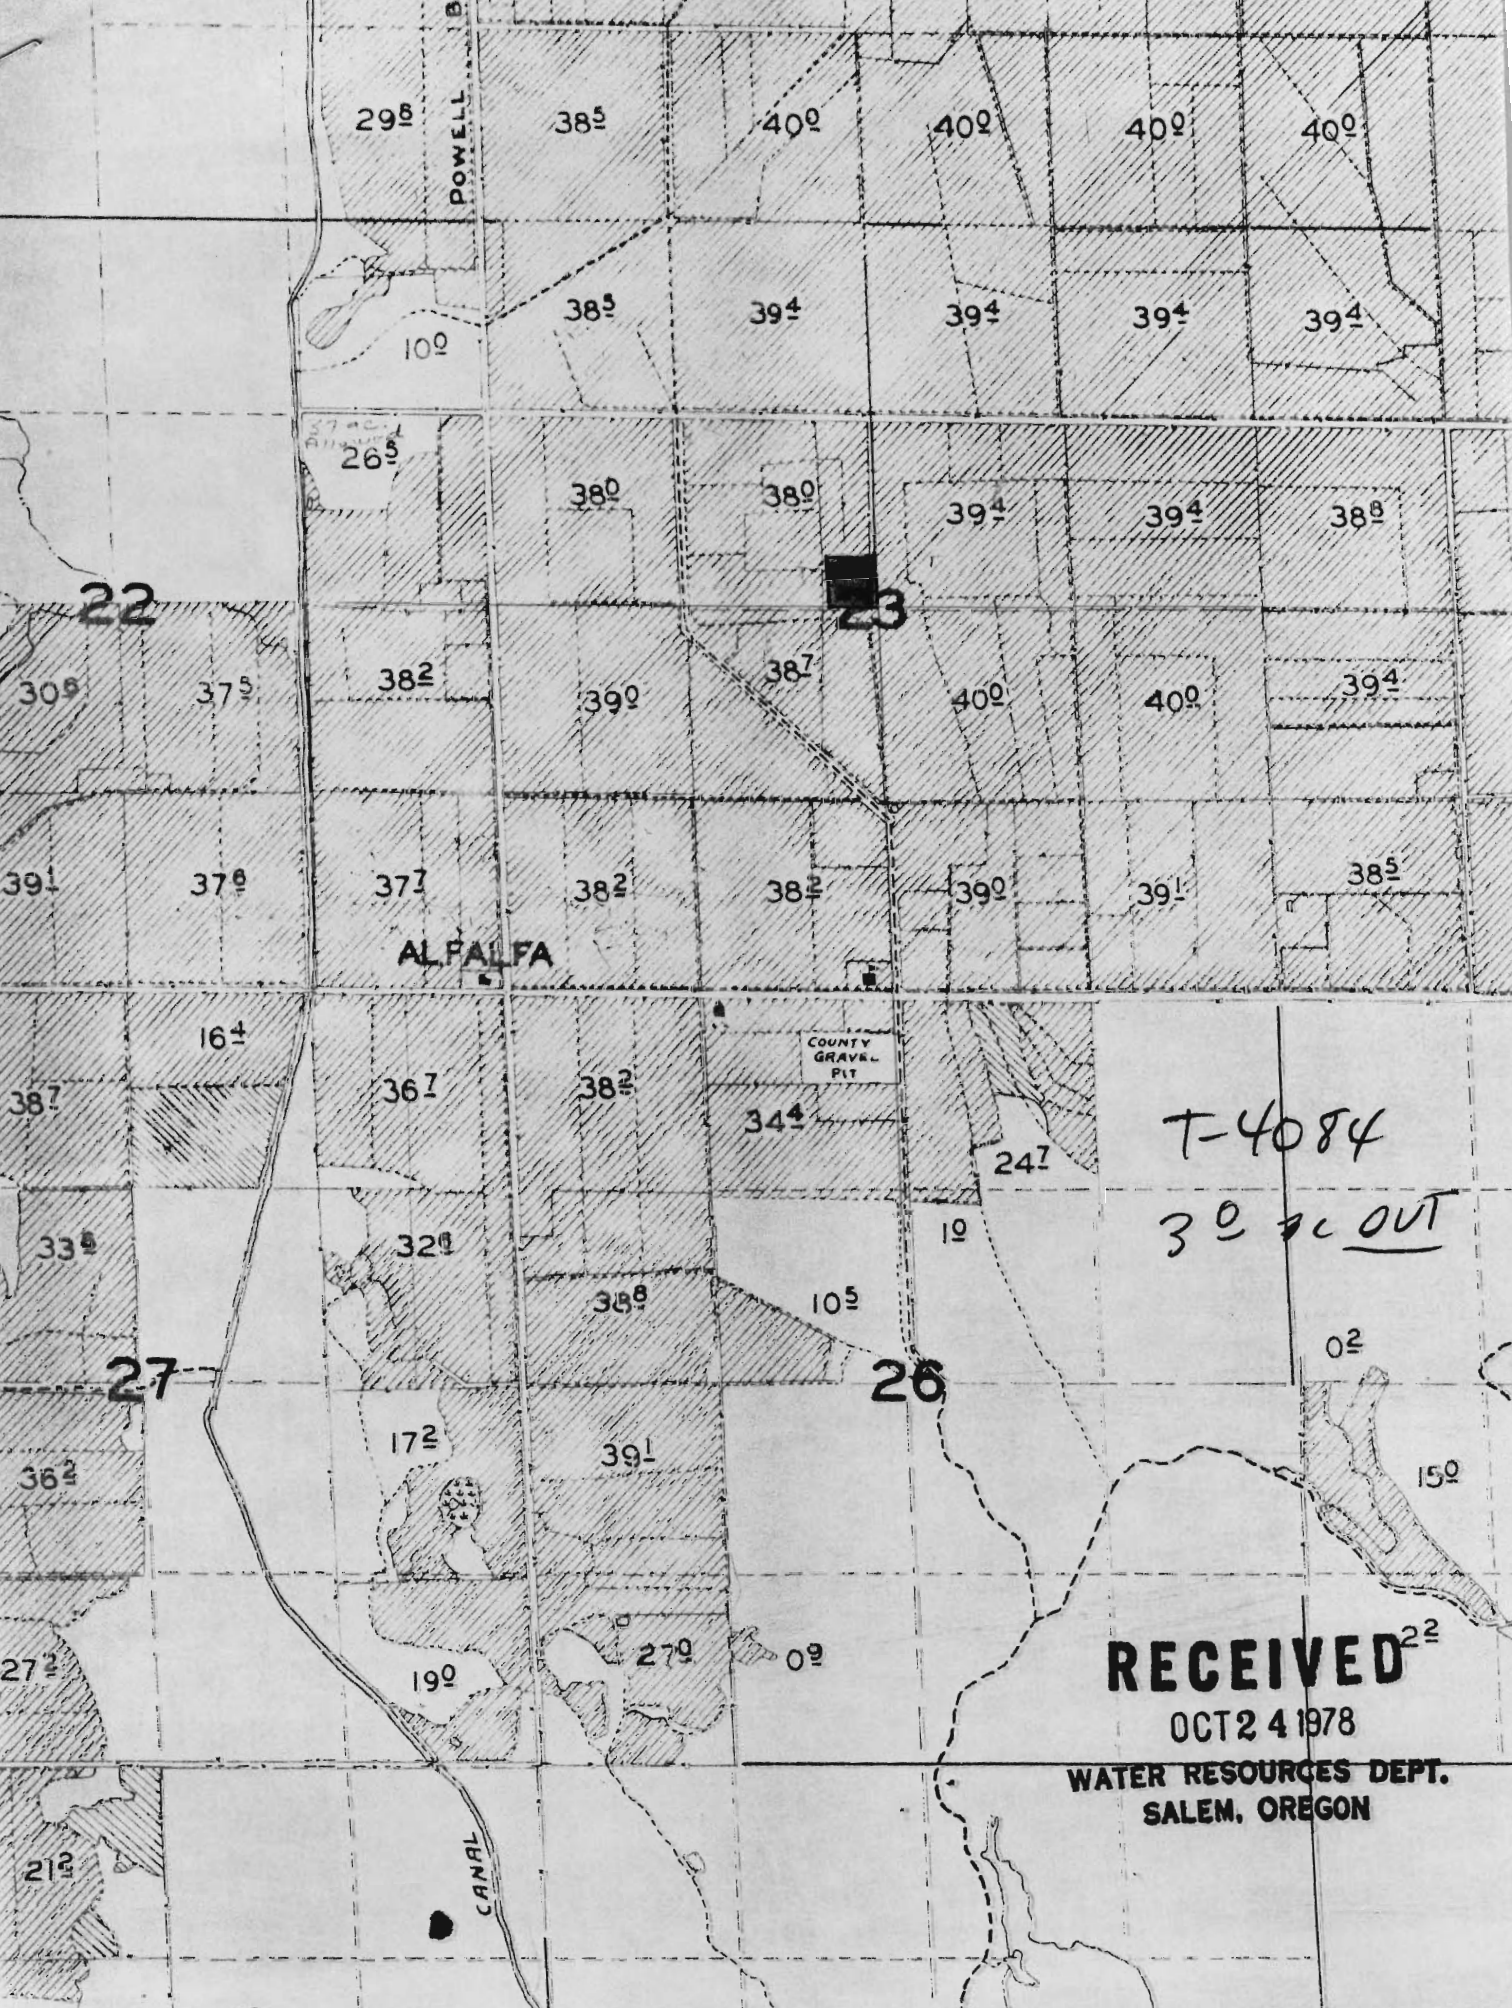 POWELL B
29⁸ 38⁵ 40⁰ 40⁰ 40⁰ 40⁰
10⁰ 38⁵ 39⁴ 39⁴ 39⁴ 39⁴
37 ac.
26⁵ 38⁰ 38⁰ 39⁴ 39⁴ 38⁸
22 23
30⁶ 37⁵ 38² 39⁰ 38⁷ 40⁰ 40⁰ 39⁴
39¹ 37⁶ 37⁷ 38² 38² 39⁰ 39¹ 38⁵
ALFALFA
COUNTY
GRAVEL
PIT
16⁴
38⁷ 36⁷ 38² 34⁴ 24⁷
T-4084
3⁰ ac OUT
33⁶ 32⁸ 38⁸ 10⁵ 1⁰ 0²
27 26
36² 17² 39¹ 15⁰
27² 19⁰ 27⁰ 0⁹ 2²
RECEIVED
OCT 24 1978
WATER RESOURCES DEPT.
SALEM, OREGON
21²
CANAL